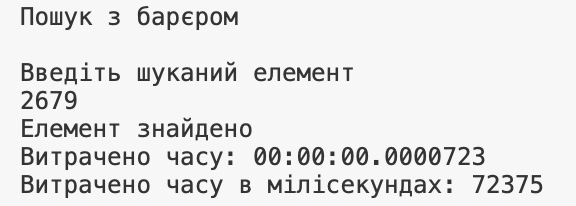 Пошук з барєром
Введіть шуканий елемент
2679
Елемент знайдено
Витрачено часу: 00:00:00.0000723
Витрачено часу в мілісекундах: 72375